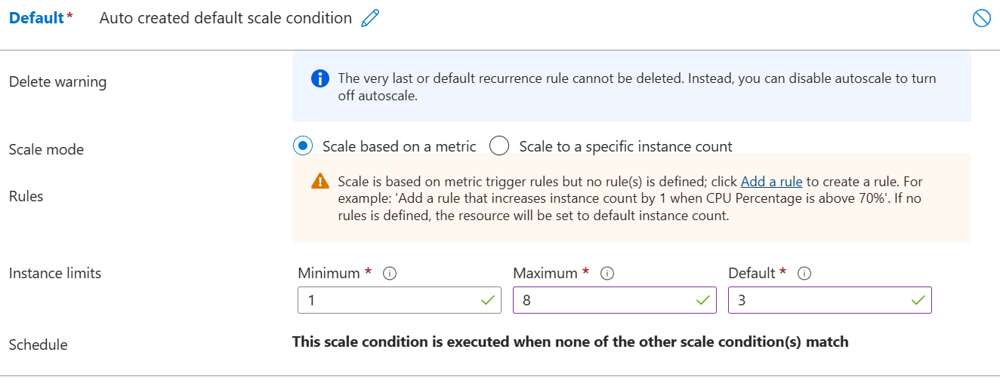 Default* Auto created default scale condition
Delete warning
The very last or default recurrence rule cannot be deleted. Instead, you can disable autoscale to turn
off autoscale.
Scale mode
Scale based on a metric Scale to a specific instance count
Rules
Scale is based on metric trigger rules but no rule(s) is defined; click Add a rule to create a rule. For
example: 'Add a rule that increases instance count by 1 when CPU Percentage is above 70%'. If no
rules is defined, the resource will be set to default instance count.
Instance limits
Minimum * Maximum * Default *
1 8 3
Schedule
This scale condition is executed when none of the other scale condition(s) match